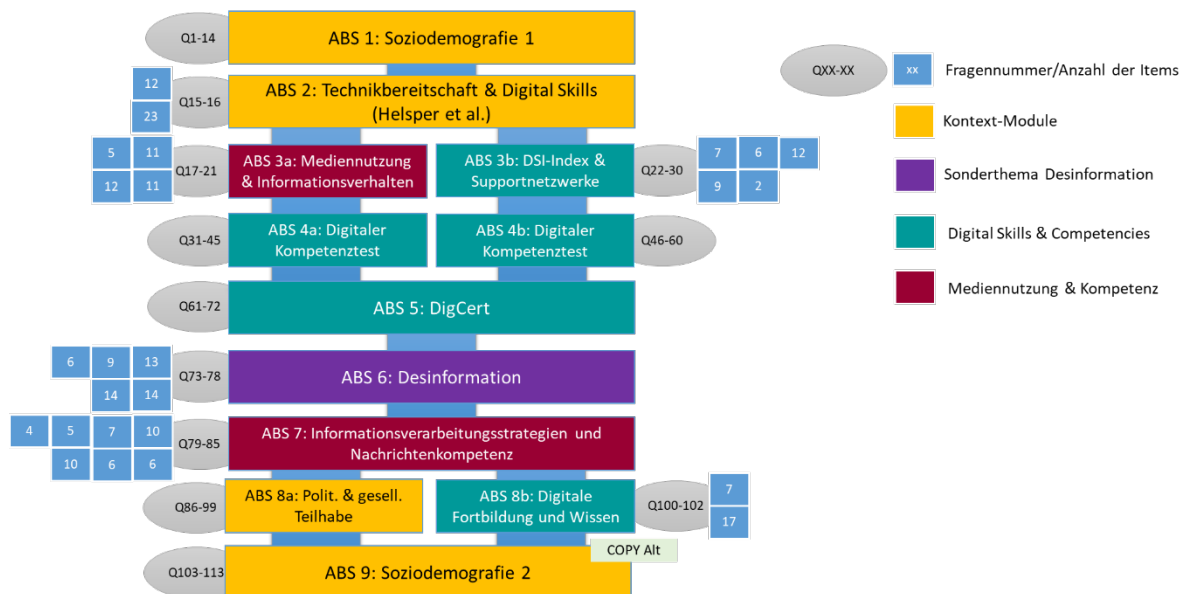 Q1-14
ABS 1: Soziodemografie 1
12
23
Q15-16
ABS 2: Technikbereitschaft & Digital Skills
(Helsper et al.)
5
11
12
11
Q17-21
ABS 3a: Mediennutzung
& Informationsverhalten
ABS 3b: DSI-Index &
Supportnetzwerke
Q22-30
7
6
12
9
2
Q31-45
ABS 4a: Digitaler
Kompetenztest
ABS 4b: Digitaler
Kompetenztest
Q46-60
Q61-72
ABS 5: DigCert
6
9
13
14
14
Q73-78
ABS 6: Desinformation
4
5
7
10
10
6
6
Q79-85
ABS 7: Informationsverarbeitungsstrategien und
Nachrichtenkompetenz
Q86-99
ABS 8a: Polit. & gesell.
Teilhabe
ABS 8b: Digitale
Fortbildung und Wissen
Q100-102
7
17
COPY Alt
Q103-113
ABS 9: Soziodemografie 2
QXX-XX
xx
Fragennummer/Anzahl der Items
Kontext-Module
Sonderthema Desinformation
Digital Skills & Competencies
Mediennutzung & Kompetenz